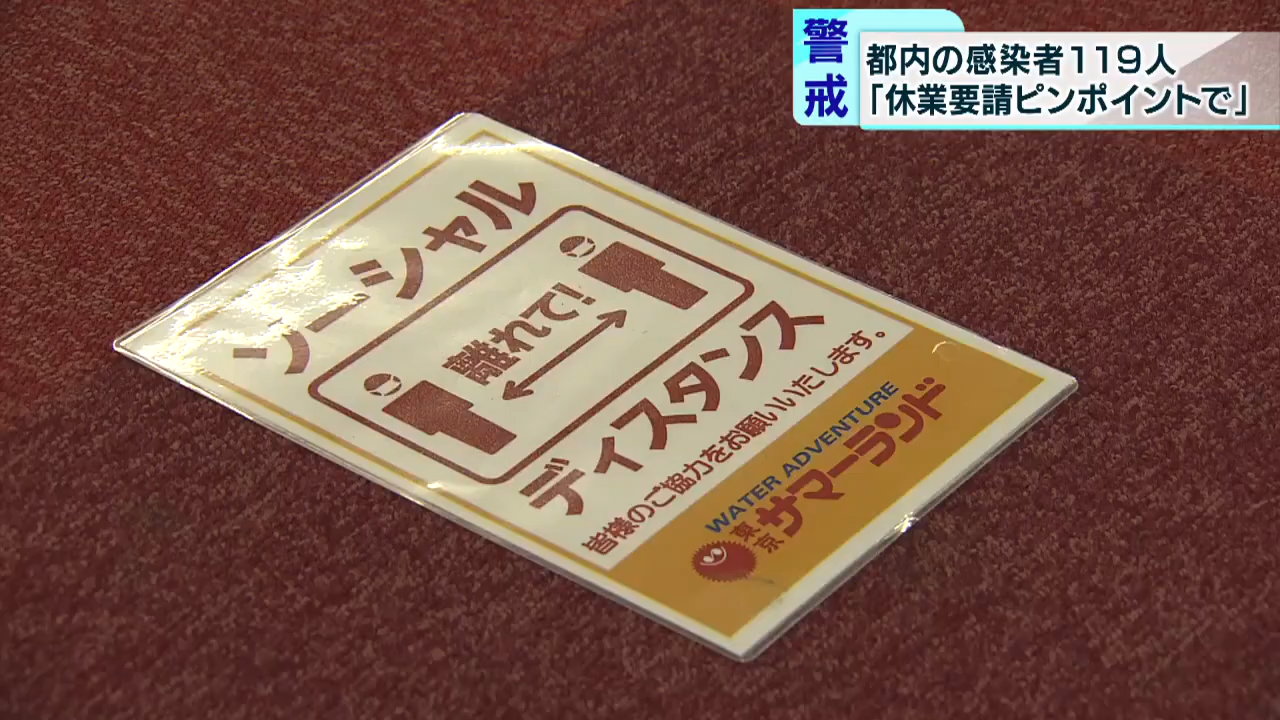 警戒
都内の感染者119人
「休業要請ピンポイントで」
ソーシャル
離れて!
ディスタンス
皆様のご協力をお願いいたします。
WATER ADVENTURE
東京サマーランド